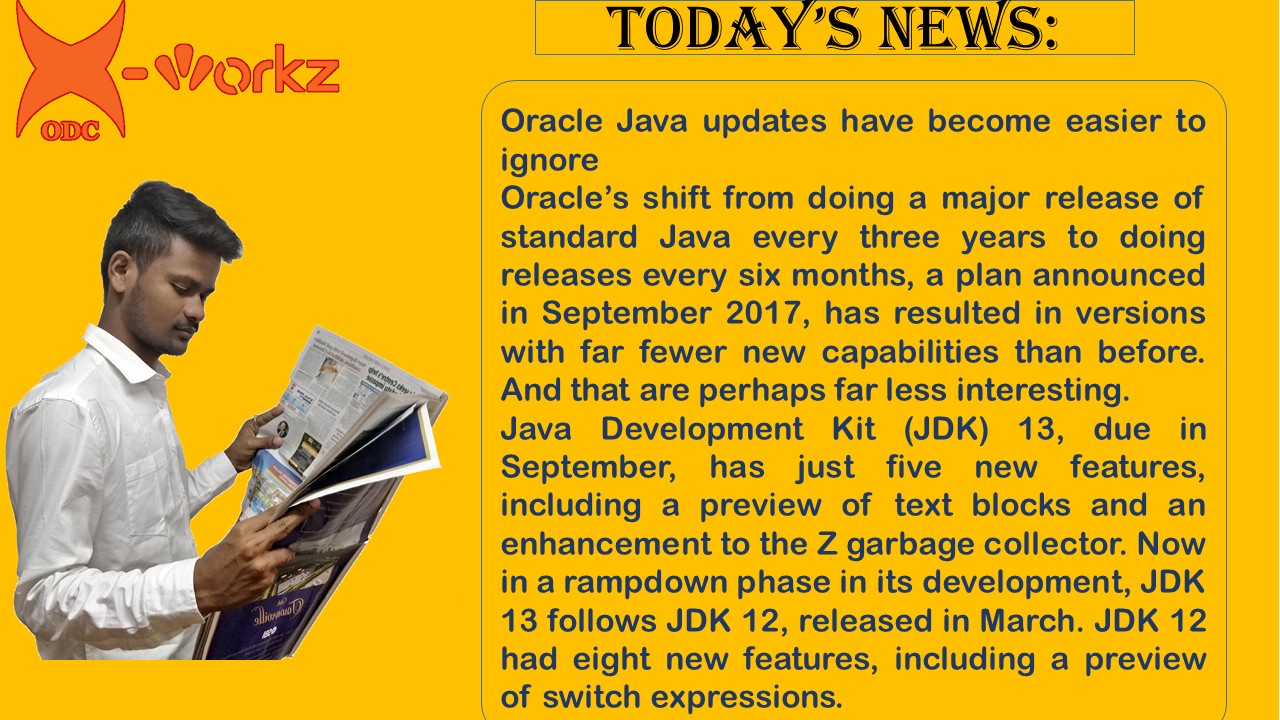 TODAY’S NEWS:
X-Workz
ODC
Oracle Java updates have become easier to
ignore
Oracle’s shift from doing a major release of
standard Java every three years to doing
releases every six months, a plan announced
in September 2017, has resulted in versions
with far fewer new capabilities than before.
And that are perhaps far less interesting.
Java Development Kit (JDK) 13, due in
September, has just five new features,
including a preview of text blocks and an
enhancement to the Z garbage collector. Now
in a rampdown phase in its development, JDK
13 follows JDK 12, released in March. JDK 12
had eight new features, including a preview
of switch expressions.